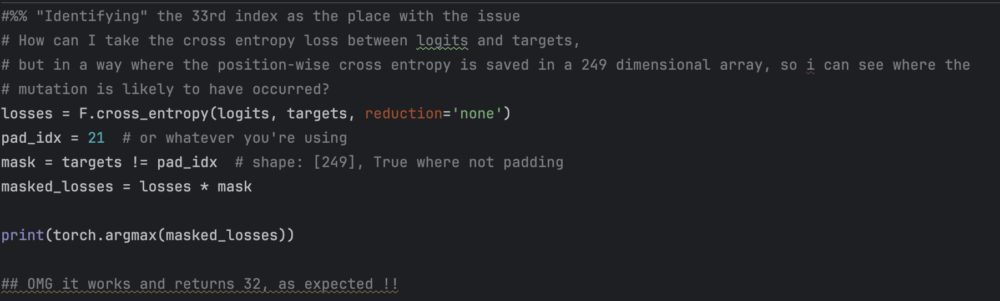 #%% "Identifying" the 33rd index as the place with the issue
# How can I take the cross entropy loss between logits and targets,
# but in a way where the position-wise cross entropy is saved in a 249 dimensional array, so i can see where the
# mutation is likely to have occurred?
losses = F.cross_entropy(logits, targets, reduction='none')
pad_idx = 21  # or whatever you're using
mask = targets != pad_idx  # shape: [249], True where not padding
masked_losses = losses * mask
print(torch.argmax(masked_losses))
## OMG it works and returns 32, as expected !!